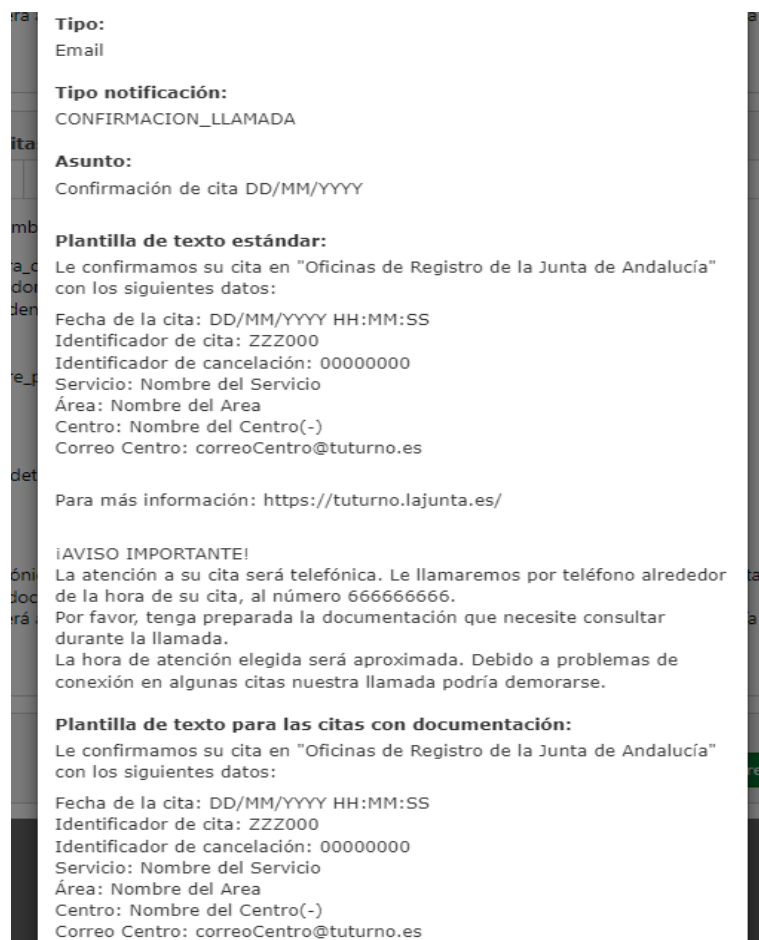 Tipo:
Email
Tipo notificación:
CONFIRMACION_LLAMADA
Asunto:
Confirmación de cita DD/MM/YYYY
Plantilla de texto estándar:
Le confirmamos su cita en "Oficinas de Registro de la Junta de Andalucía"
con los siguientes datos:
Fecha de la cita: DD/MM/YYYY HH:MM:SS
Identificador de cita: ZZZ000
Identificador de cancelación: 00000000
Servicio: Nombre del Servicio
Área: Nombre del Area
Centro: Nombre del Centro(-)
Correo Centro: correoCentro@tuturno.es
Para más información: https://tuturno.lajunta.es/
¡AVISO IMPORTANTE!
La atención a su cita será telefónica. Le llamaremos por teléfono alrededor
de la hora de su cita, al número 666666666.
Por favor, tenga preparada la documentación que necesite consultar
durante la llamada.
La hora de atención elegida será aproximada. Debido a problemas de
conexión en algunas citas nuestra llamada podría demorarse.
Plantilla de texto para las citas con documentación:
Le confirmamos su cita en "Oficinas de Registro de la Junta de Andalucía"
con los siguientes datos:
Fecha de la cita: DD/MM/YYYY HH:MM:SS
Identificador de cita: ZZZ000
Identificador de cancelación: 00000000
Servicio: Nombre del Servicio
Área: Nombre del Area
Centro: Nombre del Centro(-)
Correo Centro: correoCentro@tuturno.es